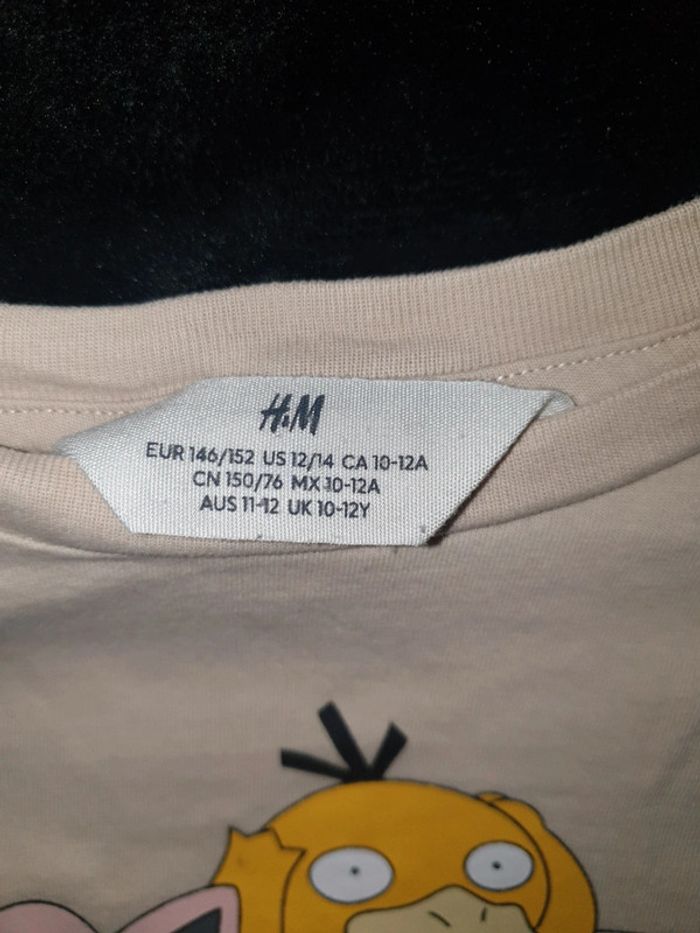 H&M
EUR 146/152 US 12/14 CA 10-12A
CN 150/76 MX 10-12A
AUS 11-12 UK 10-12Y